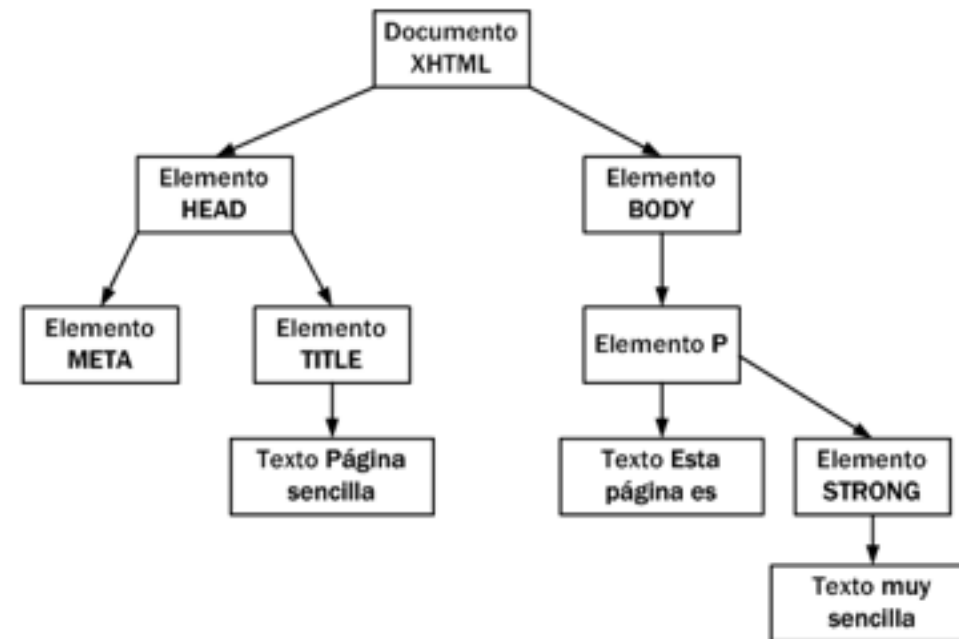 Documento
XHTML
Elemento
HEAD
Elemento
BODY
Elemento
META
Elemento
TITLE
Elemento P
Texto Página
sencilla
Texto Esta
página es
Elemento
STRONG
Texto muy
sencilla